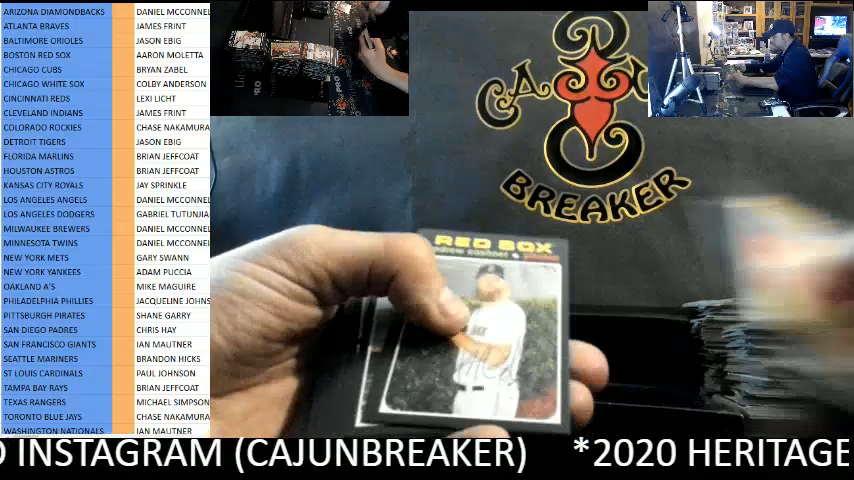 ARIZONA DIAMONDBACKS DANIEL MCCONNEL
ATLANTA BRAVES JAMES FRINT
BALTIMORE ORIOLES JASON EBIG
BOSTON RED SOX AARON MOLETTA
CHICAGO CUBS BRYAN ZABEL
CHICAGO WHITE SOX COLBY ANDERSON
CINCINNATI REDS LEXI LICHT
CLEVELAND INDIANS JAMES FRINT
COLORADO ROCKIES CHASE NAKAMURA
DETROIT TIGERS JASON EBIG
FLORIDA MARLINS BRIAN JEFFCOAT
HOUSTON ASTROS BRIAN JEFFCOAT
KANSAS CITY ROYALS JAY SPRINKLE
LOS ANGELES ANGELS DANIEL MCCONNEL
LOS ANGELES DODGERS GABRIEL TUTUNJIA
MILWAUKEE BREWERS DANIEL MCCONNEL
MINNESOTA TWINS DANIEL MCCONNEL
NEW YORK METS GARY SWANN
NEW YORK YANKEES ADAM PUCCIA
OAKLAND A'S MIKE MAGUIRE
PHILADELPHIA PHILLIES JACQUELINE JOHNS
PITTSBURGH PIRATES SHANE GARRY
SAN DIEGO PADRES CHRIS HAY
SAN FRANCISCO GIANTS IAN MAUTNER
SEATTLE MARINERS BRANDON HICKS
ST LOUIS CARDINALS PAUL JOHNSON
TAMPA BAY RAYS BRIAN JEFFCOAT
TEXAS RANGERS MICHAEL SIMPSON
TORONTO BLUE JAYS CHASE NAKAMURA
WASHINGTON NATIONALS IAN MAUTNER
BREAKER
RED SOX
andrew cashner • pitcher
INSTAGRAM (CAJUNBREAKER) *2020 HERITAGE